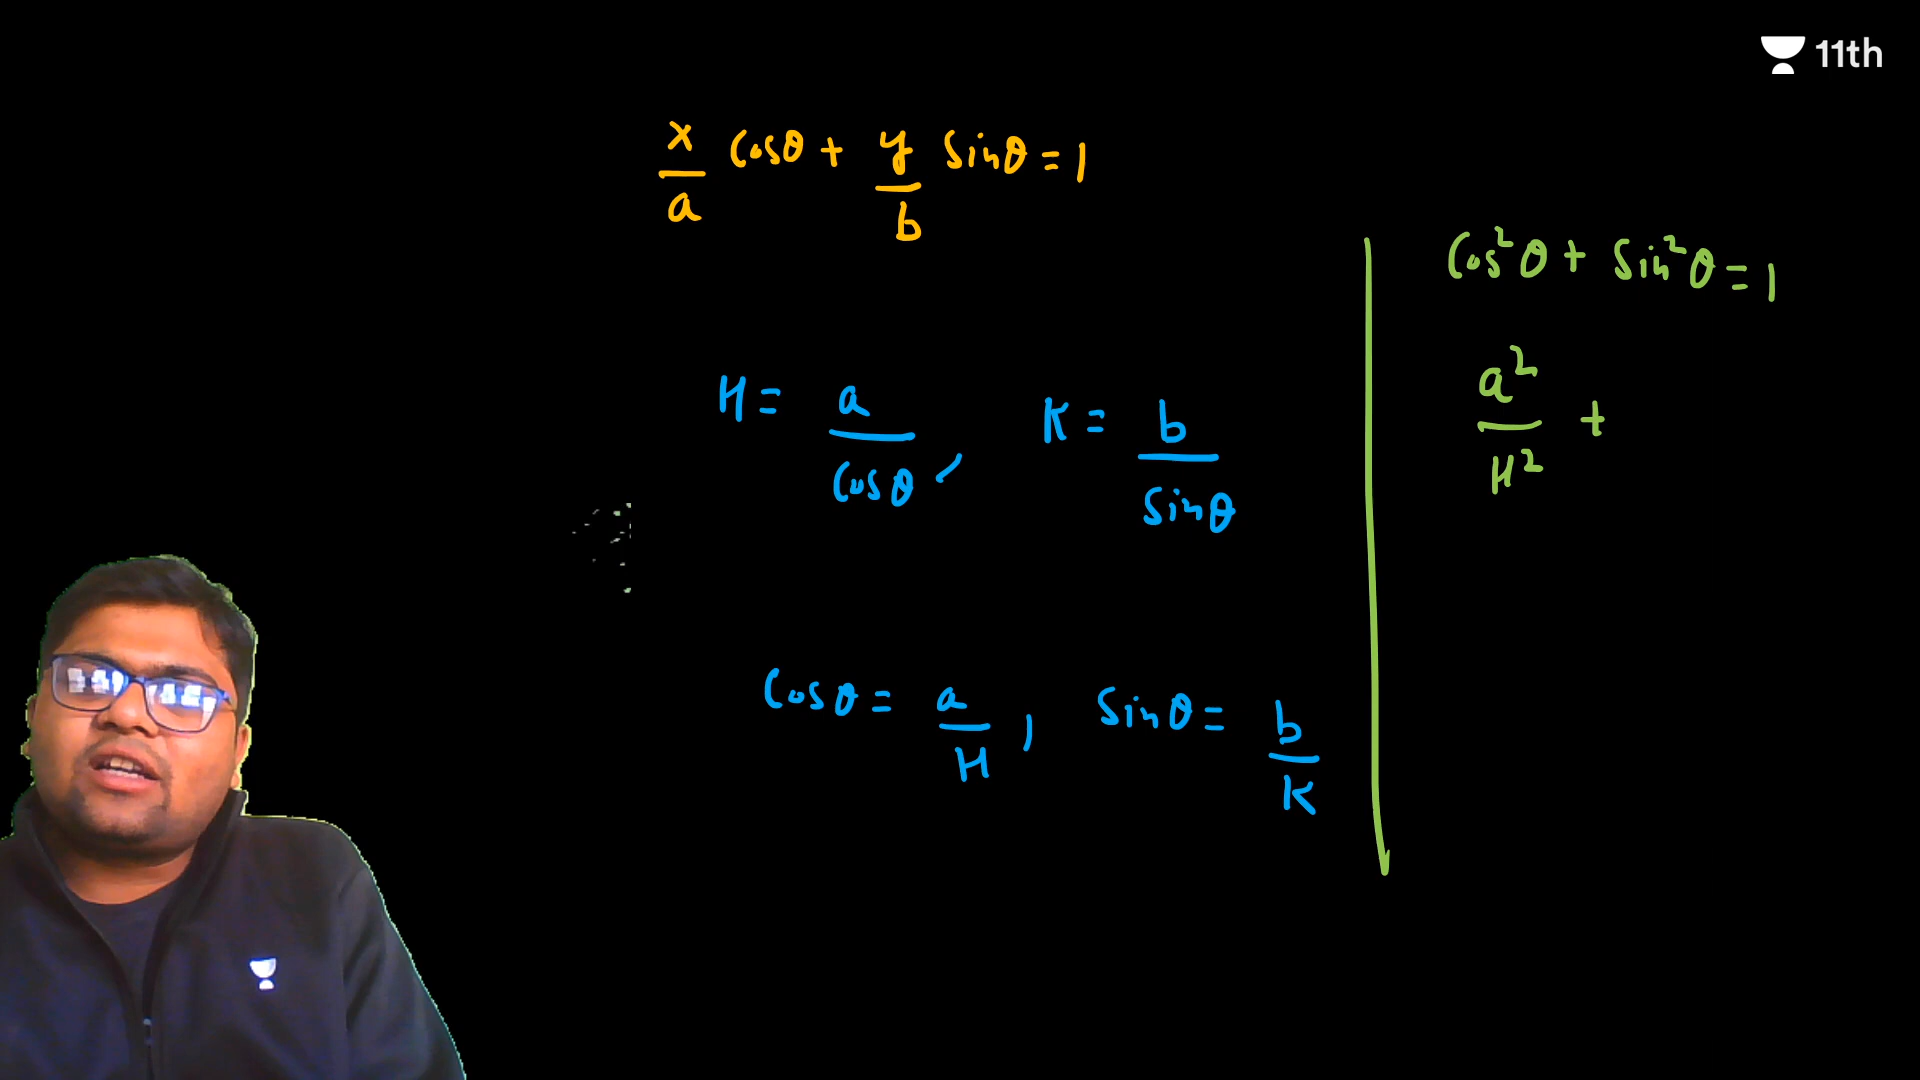 11th
x/a Cosθ + y/b Sinθ = 1
H = a/Cosθ, K = b/Sinθ
Cosθ = a/H, Sinθ = b/K
Cos²θ + Sin²θ = 1
a²/H² +